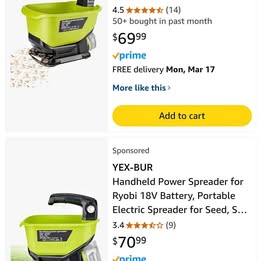 4.5 (14)
50+ bought in past month
$69.99
prime
FREE delivery Mon, Mar 17
More like this ›
Add to cart
Sponsored
YEX-BUR
Handheld Power Spreader for
Ryobi 18V Battery, Portable
Electric Spreader for Seed, S...
3.4 (9)
$70.99
prime